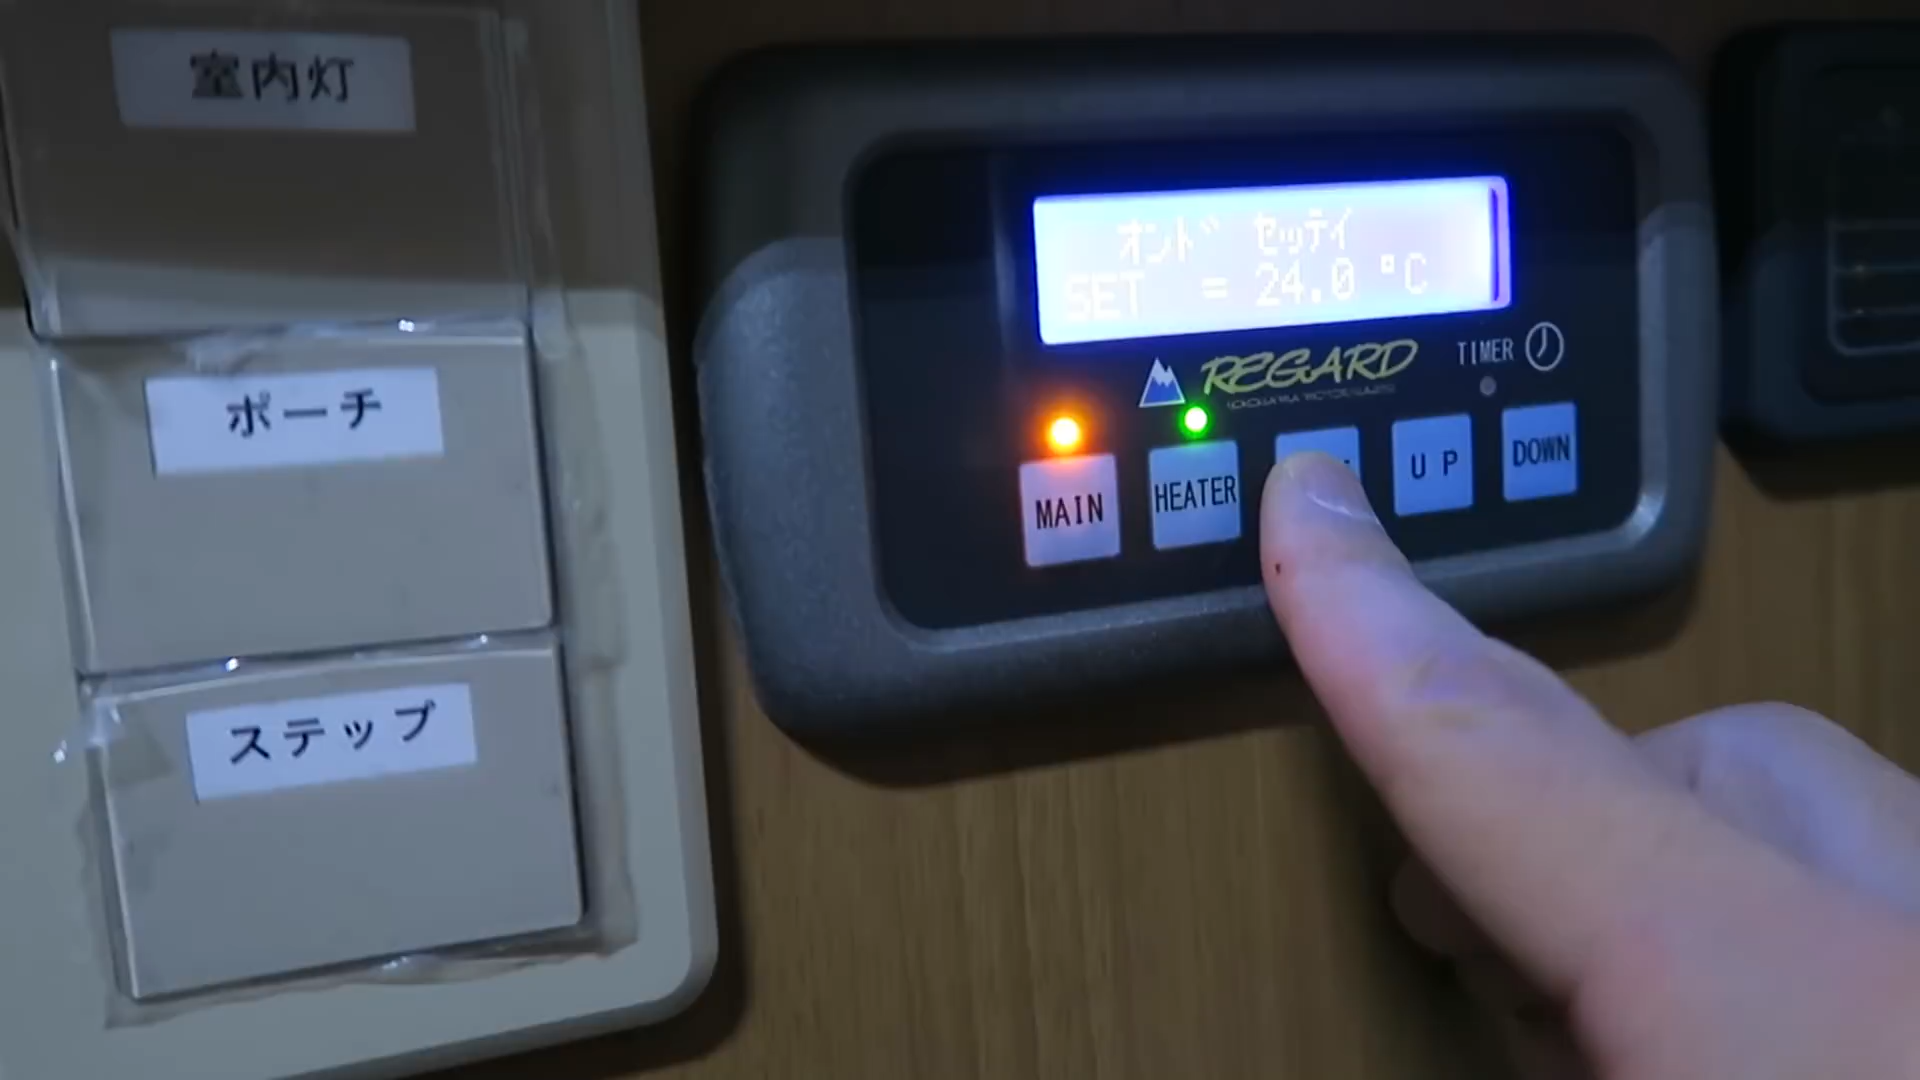 室内灯
ポーチ
ステップ
オンド゛ セッテイ
SET = 24.0 °C
REGARD
TIMER
MAIN
HEATER
UP
DOWN